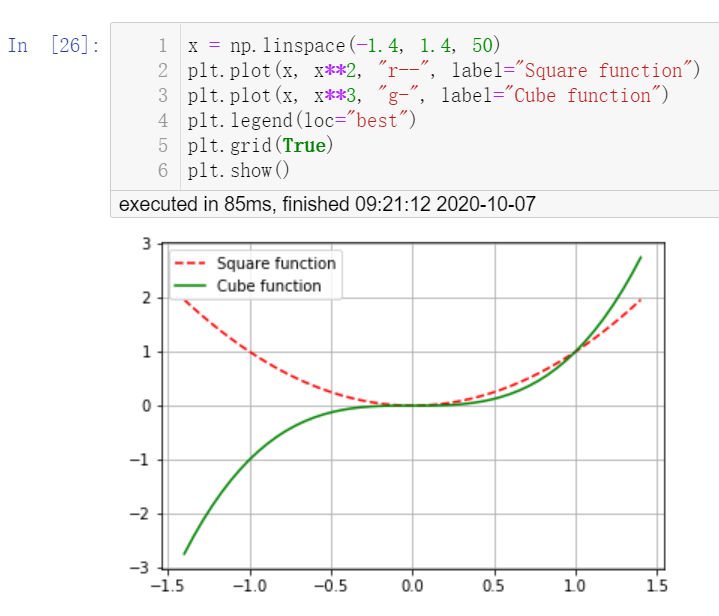 In [26]:
1 x = np.linspace(-1.4, 1.4, 50)
2 plt.plot(x, x**2, "r--", label="Square function")
3 plt.plot(x, x**3, "g-", label="Cube function")
4 plt.legend(loc="best")
5 plt.grid(True)
6 plt.show()
executed in 85ms, finished 09:21:12 2020-10-07
Square function
Cube function
3
2
1
0
−1
−2
−3
−1.5 −1.0 −0.5 0.0 0.5 1.0 1.5